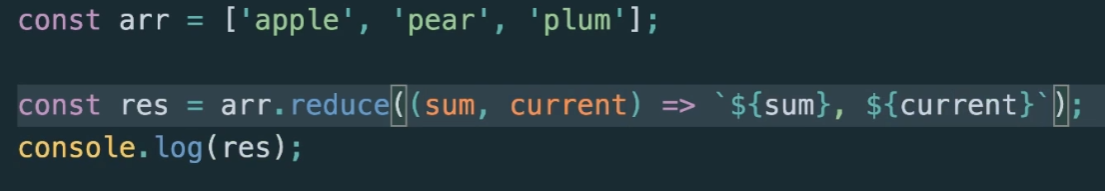 const arr = ['apple', 'pear', 'plum'];
const res = arr.reduce((sum, current) => `${sum}, ${current}`);
console.log(res);